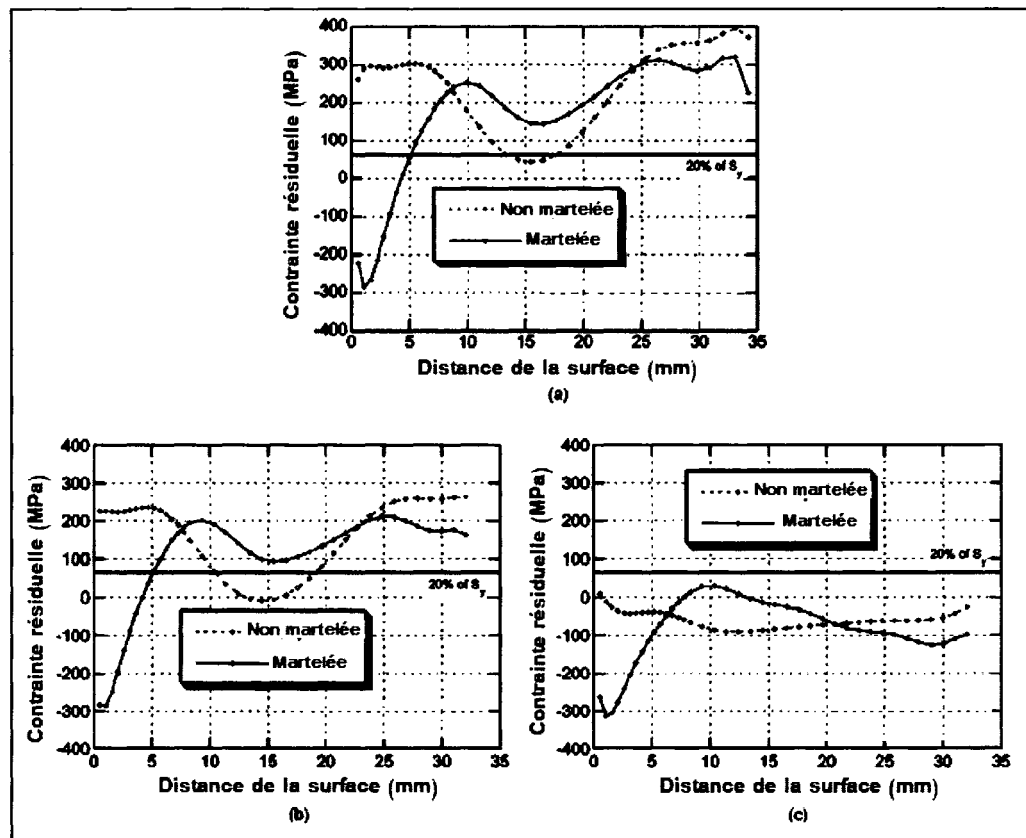 400
300
200
100
0
-100
-200
-300
-400
Contrainte résiduelle (MPa)
20% of Sy
Non martelée
Martelée
0 5 10 15 20 25 30 35
Distance de la surface (mm)
(a)
400
300
200
100
0
-100
-200
-300
-400
Contrainte résiduelle (MPa)
20% of Sy
Non martelée
Martelée
0 5 10 15 20 25 30 35
Distance de la surface (mm)
(b)
400
300
200
100
0
-100
-200
-300
-400
Contrainte résiduelle (MPa)
Non martelée
Martelée
20% of Sy
0 5 10 15 20 25 30 35
Distance de la surface (mm)
(c)